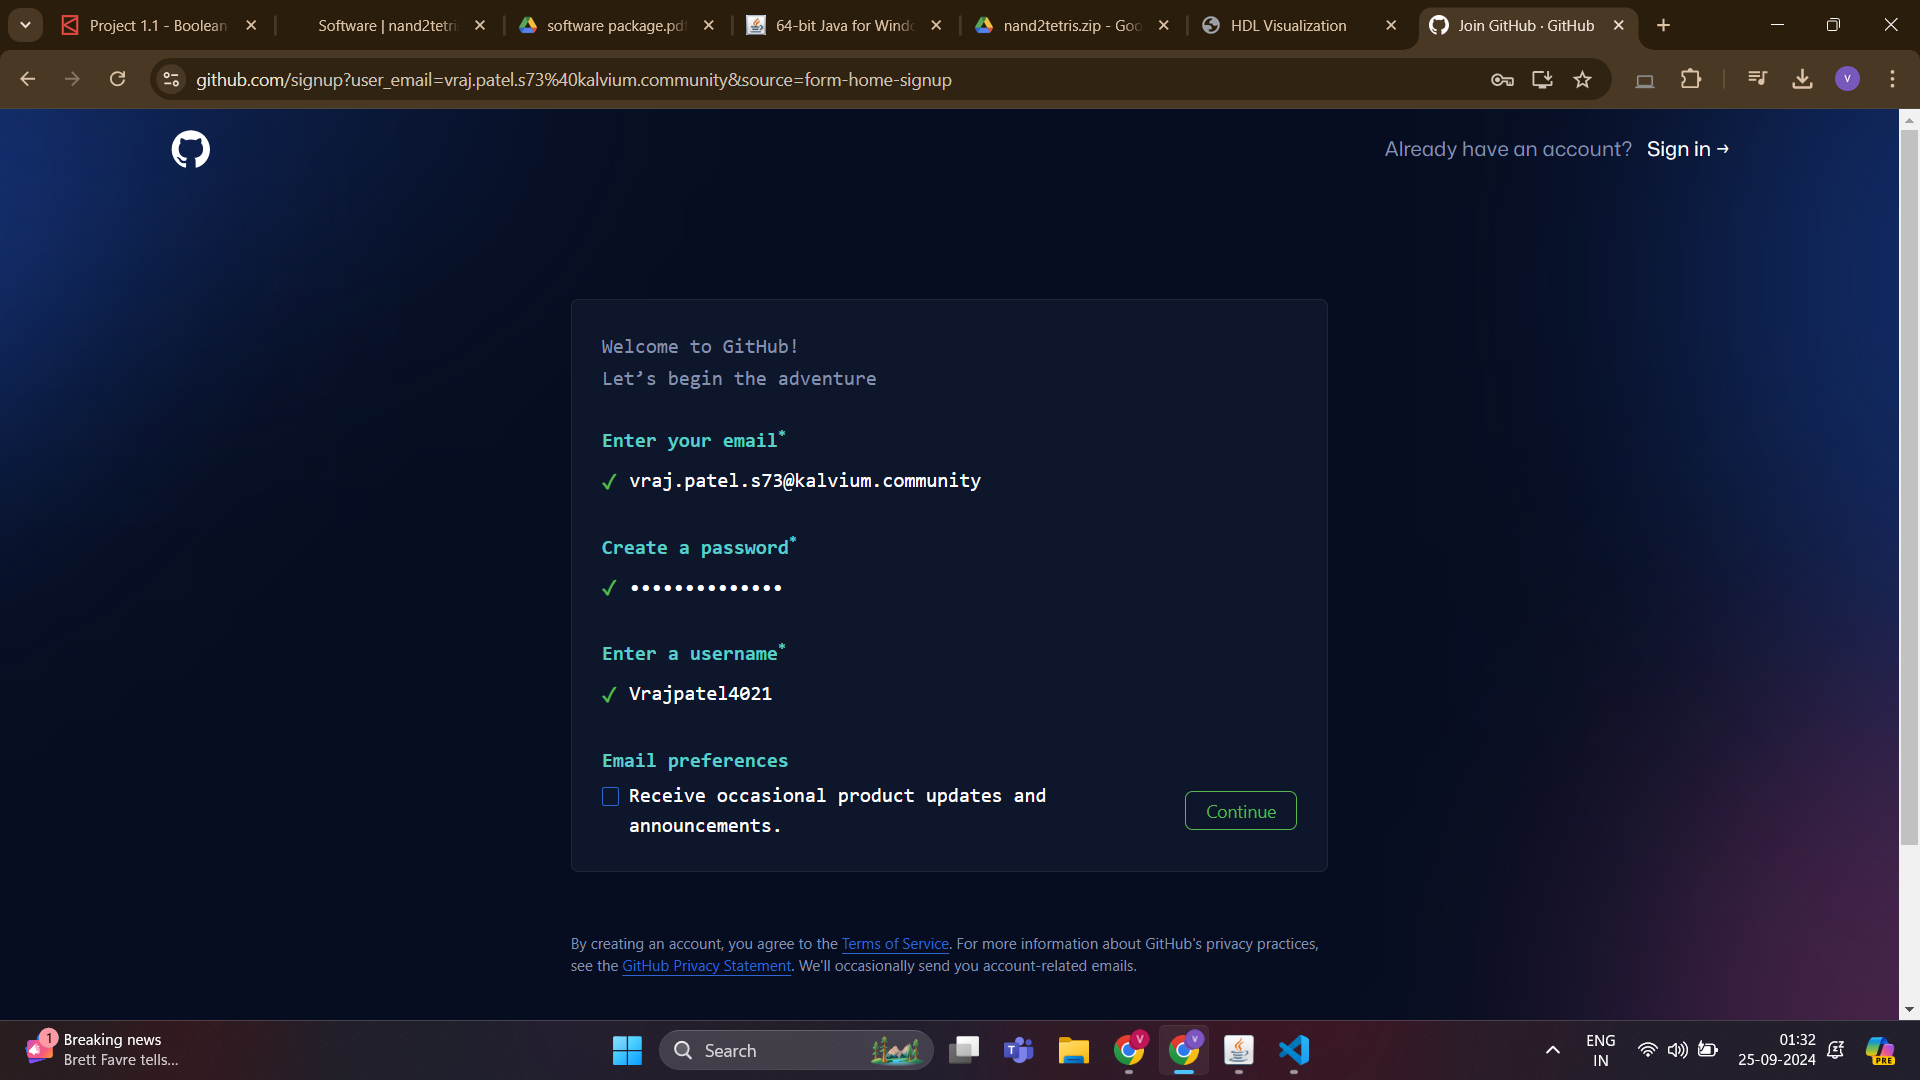 Project 1.1 - Boolean
Software | nand2tetri
software package.pdf
64-bit Java for Windo
nand2tetris.zip - Goo
HDL Visualization
Join GitHub · GitHub
github.com/signup?user_email=vraj.patel.s73%40kalvium.community&source=form-home-signup
V
Already have an account? Sign in →
Welcome to GitHub!
Let’s begin the adventure
Enter your email*
✓ vraj.patel.s73@kalvium.community
Create a password*
✓ ••••••••••••••
Enter a username*
✓ Vrajpatel4021
Email preferences
Receive occasional product updates and
announcements.
Continue
By creating an account, you agree to the Terms of Service. For more information about GitHub's privacy practices,
see the GitHub Privacy Statement. We'll occasionally send you account-related emails.
1
Breaking news
Brett Favre tells...
Search
V
V
ENG
IN
01:32
25-09-2024
PRE